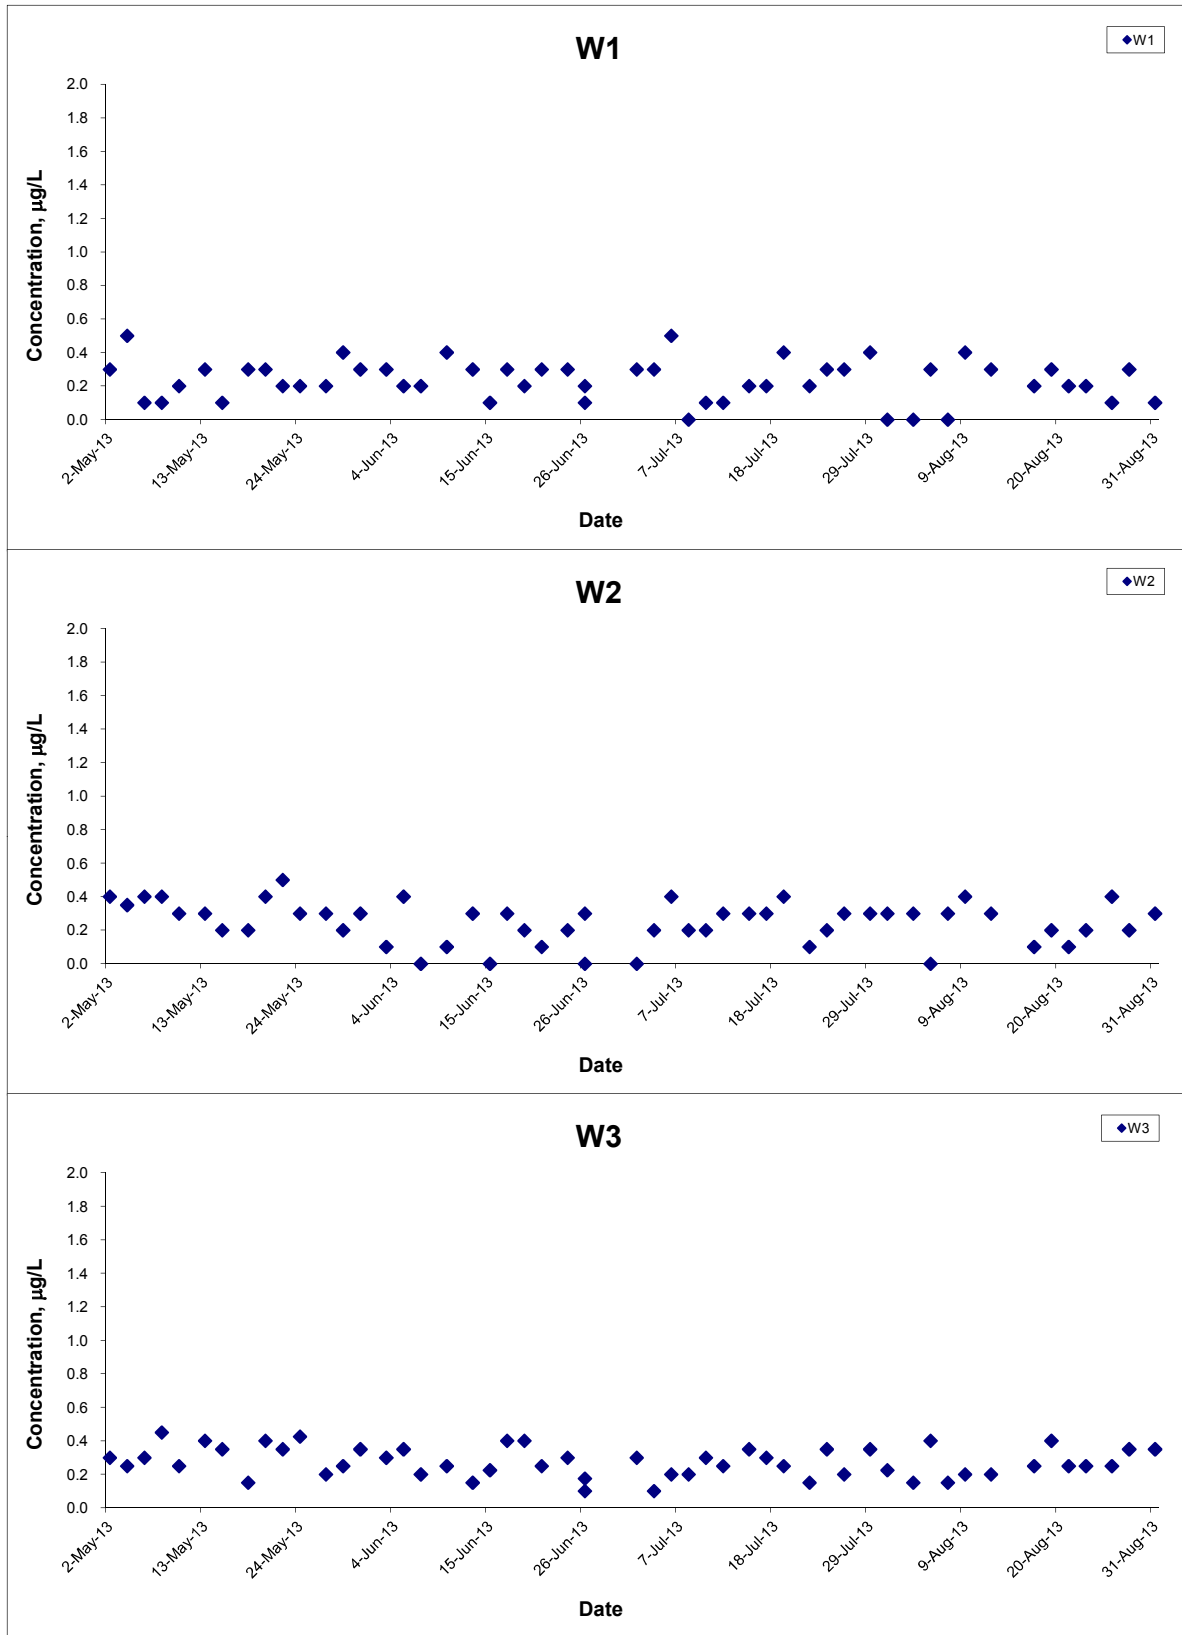 W1
W1
2.0
1.8
1.6
1.4
1.2
1.0
0.8
0.6
0.4
0.2
0.0
Concentration, µg/L
2-May-13
13-May-13
24-May-13
4-Jun-13
15-Jun-13
26-Jun-13
7-Jul-13
18-Jul-13
29-Jul-13
9-Aug-13
20-Aug-13
31-Aug-13
Date
W2
W2
2.0
1.8
1.6
1.4
1.2
1.0
0.8
0.6
0.4
0.2
0.0
Concentration, µg/L
2-May-13
13-May-13
24-May-13
4-Jun-13
15-Jun-13
26-Jun-13
7-Jul-13
18-Jul-13
29-Jul-13
9-Aug-13
20-Aug-13
31-Aug-13
Date
W3
W3
2.0
1.8
1.6
1.4
1.2
1.0
0.8
0.6
0.4
0.2
0.0
Concentration, µg/L
2-May-13
13-May-13
24-May-13
4-Jun-13
15-Jun-13
26-Jun-13
7-Jul-13
18-Jul-13
29-Jul-13
9-Aug-13
20-Aug-13
31-Aug-13
Date